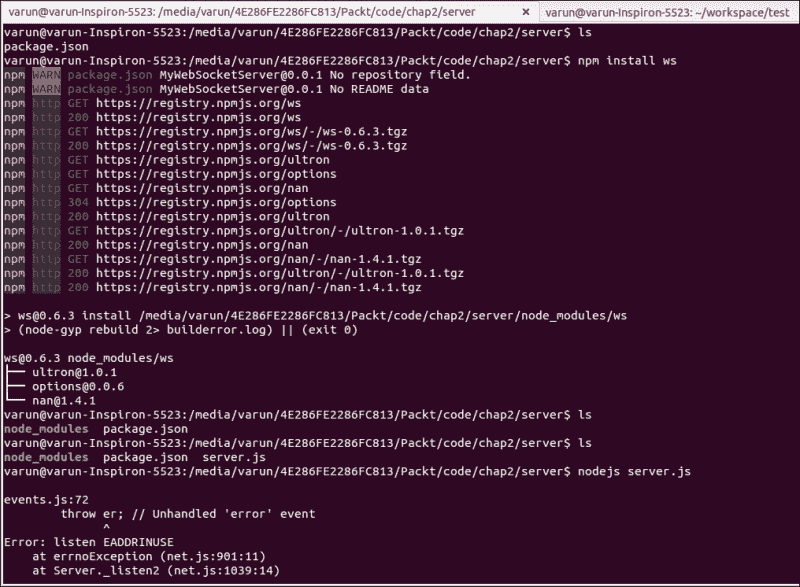 varun@varun-Inspiron-5523: /media/varun/4E286FE2286FC813/Packt/code/chap2/server × varun@varun-Inspiron-5523: ~/workspace/test
varun@varun-Inspiron-5523:/media/varun/4E286FE2286FC813/Packt/code/chap2/server$ ls
package.json
varun@varun-Inspiron-5523:/media/varun/4E286FE2286FC813/Packt/code/chap2/server$ npm install ws
npm WARN package.json MyWebSocketServer@0.0.1 No repository field.
npm WARN package.json MyWebSocketServer@0.0.1 No README data
npm http GET https://registry.npmjs.org/ws
npm http 200 https://registry.npmjs.org/ws
npm http GET https://registry.npmjs.org/ws/-/ws-0.6.3.tgz
npm http 200 https://registry.npmjs.org/ws/-/ws-0.6.3.tgz
npm http GET https://registry.npmjs.org/ultron
npm http GET https://registry.npmjs.org/options
npm http GET https://registry.npmjs.org/nan
npm http 304 https://registry.npmjs.org/options
npm http 200 https://registry.npmjs.org/ultron
npm http GET https://registry.npmjs.org/ultron/-/ultron-1.0.1.tgz
npm http 200 https://registry.npmjs.org/nan
npm http GET https://registry.npmjs.org/nan/-/nan-1.4.1.tgz
npm http 200 https://registry.npmjs.org/ultron/-/ultron-1.0.1.tgz
npm http 200 https://registry.npmjs.org/nan/-/nan-1.4.1.tgz
> ws@0.6.3 install /media/varun/4E286FE2286FC813/Packt/code/chap2/server/node_modules/ws
> (node-gyp rebuild 2> builderror.log) || (exit 0)
ws@0.6.3 node_modules/ws
├── ultron@1.0.1
├── options@0.0.6
└── nan@1.4.1
varun@varun-Inspiron-5523:/media/varun/4E286FE2286FC813/Packt/code/chap2/server$ ls
node_modules package.json
varun@varun-Inspiron-5523:/media/varun/4E286FE2286FC813/Packt/code/chap2/server$ ls
node_modules package.json server.js
varun@varun-Inspiron-5523:/media/varun/4E286FE2286FC813/Packt/code/chap2/server$ nodejs server.js
events.js:72
throw er; // Unhandled 'error' event
^
Error: listen EADDRINUSE
at errnoException (net.js:901:11)
at Server._listen2 (net.js:1039:14)